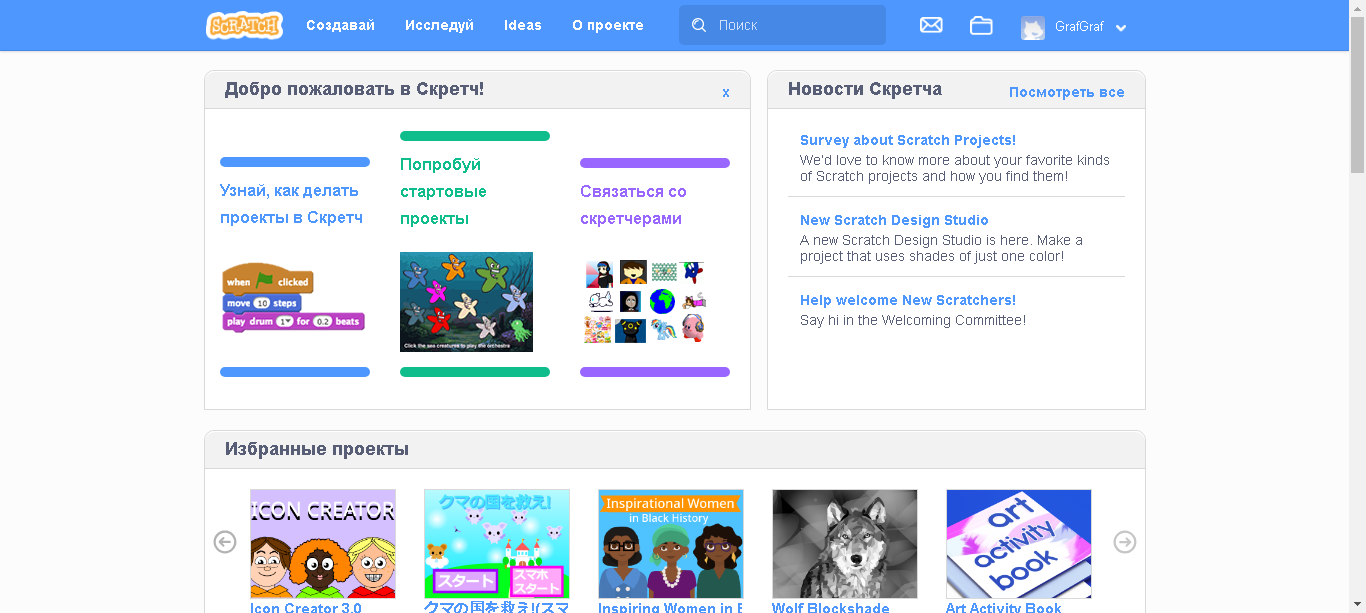 SCRATCH
Создавай
Исследуй
Ideas
О проекте
Поиск
GrafGraf
Добро пожаловать в Скретч!
x
Узнай, как делать
проекты в Скретч
when clicked
move 10 steps
play drum 1 for 0.2 beats
Попробуй
стартовые
проекты
Click the sea creatures to play the orchestra
Связаться со
скретчерами
Новости Скретча
Посмотреть все
Survey about Scratch Projects!
We'd love to know more about your favorite kinds
of Scratch projects and how you find them!
New Scratch Design Studio
A new Scratch Design Studio is here. Make a
project that uses shades of just one color!
Help welcome New Scratchers!
Say hi in the Welcoming Committee!
Избранные проекты
ICON CREATOR
クマの国を救え!
スタート
スマホ
スタート
Inspirational Women
in Black History
art
activity
book
Icon Creator 3.0
クマの国を救え!(スマ
Inspiring Women in B
Wolf Blockshade
Art Activity Book